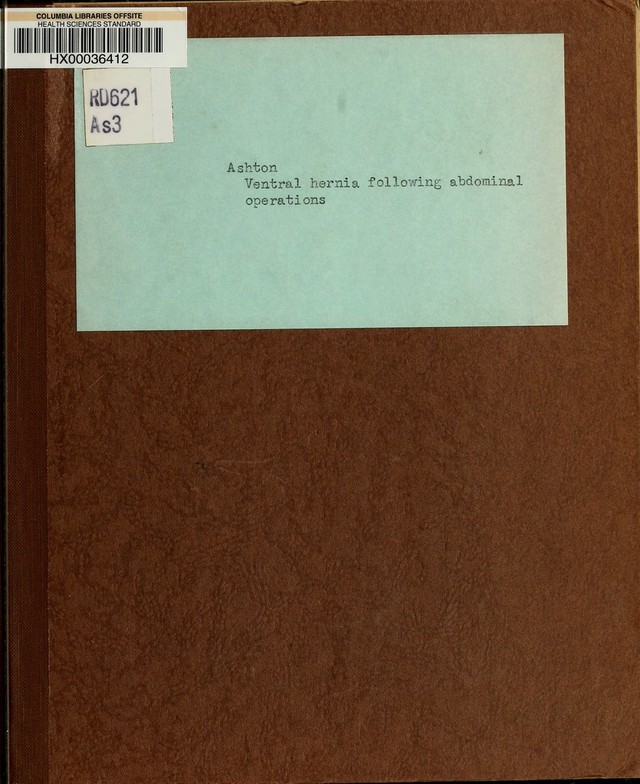 COLUMBIA LIBRARIES OFFSITE
HEALTH SCIENCES STANDARD
HX00036412
RD621
As3
Ashton
Ventral hernia following abdominal
operations